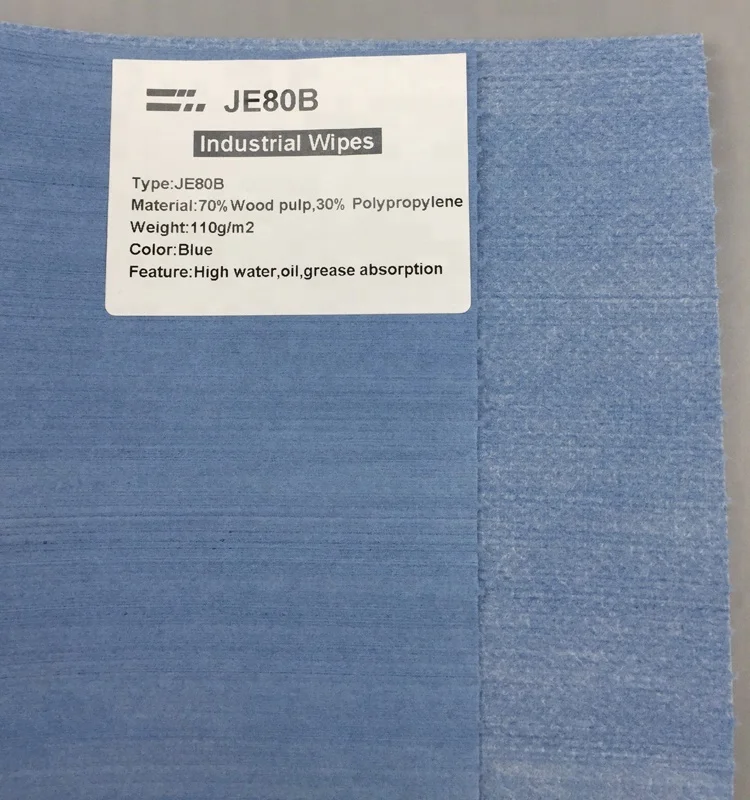 JE80B
Industrial Wipes
Type:JE80B
Material:70% Wood pulp,30% Polypropylene
Weight:110g/m2
Color:Blue
Feature:High water,oil,grease absorption